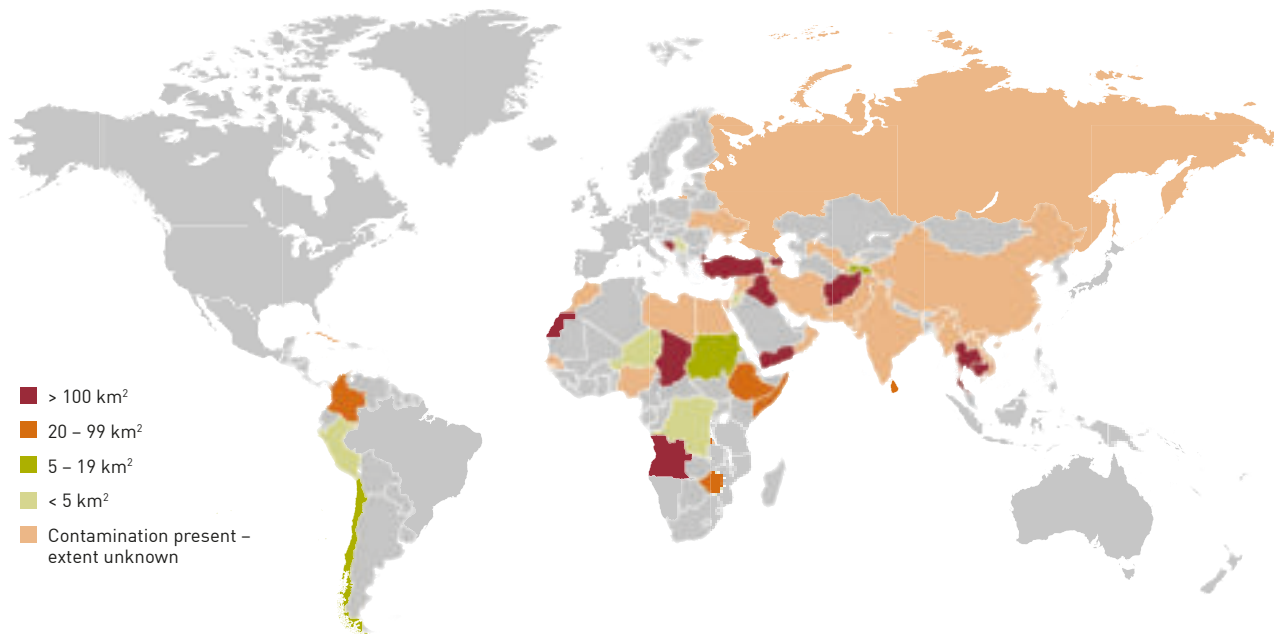 > 100 km²
20 – 99 km²
5 – 19 km²
< 5 km²
Contamination present –
extent unknown